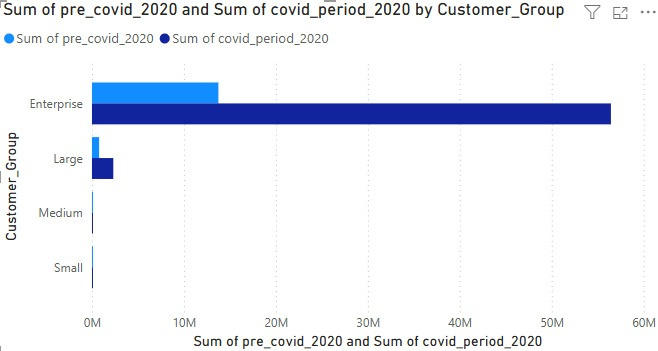 Sum of pre_covid_2020 and Sum of covid_period_2020 by Customer_Group
Sum of pre_covid_2020 Sum of covid_period_2020
Customer_Group
Enterprise
Large
Medium
Small
0M 10M 20M 30M 40M 50M 60M
Sum of pre_covid_2020 and Sum of covid_period_2020